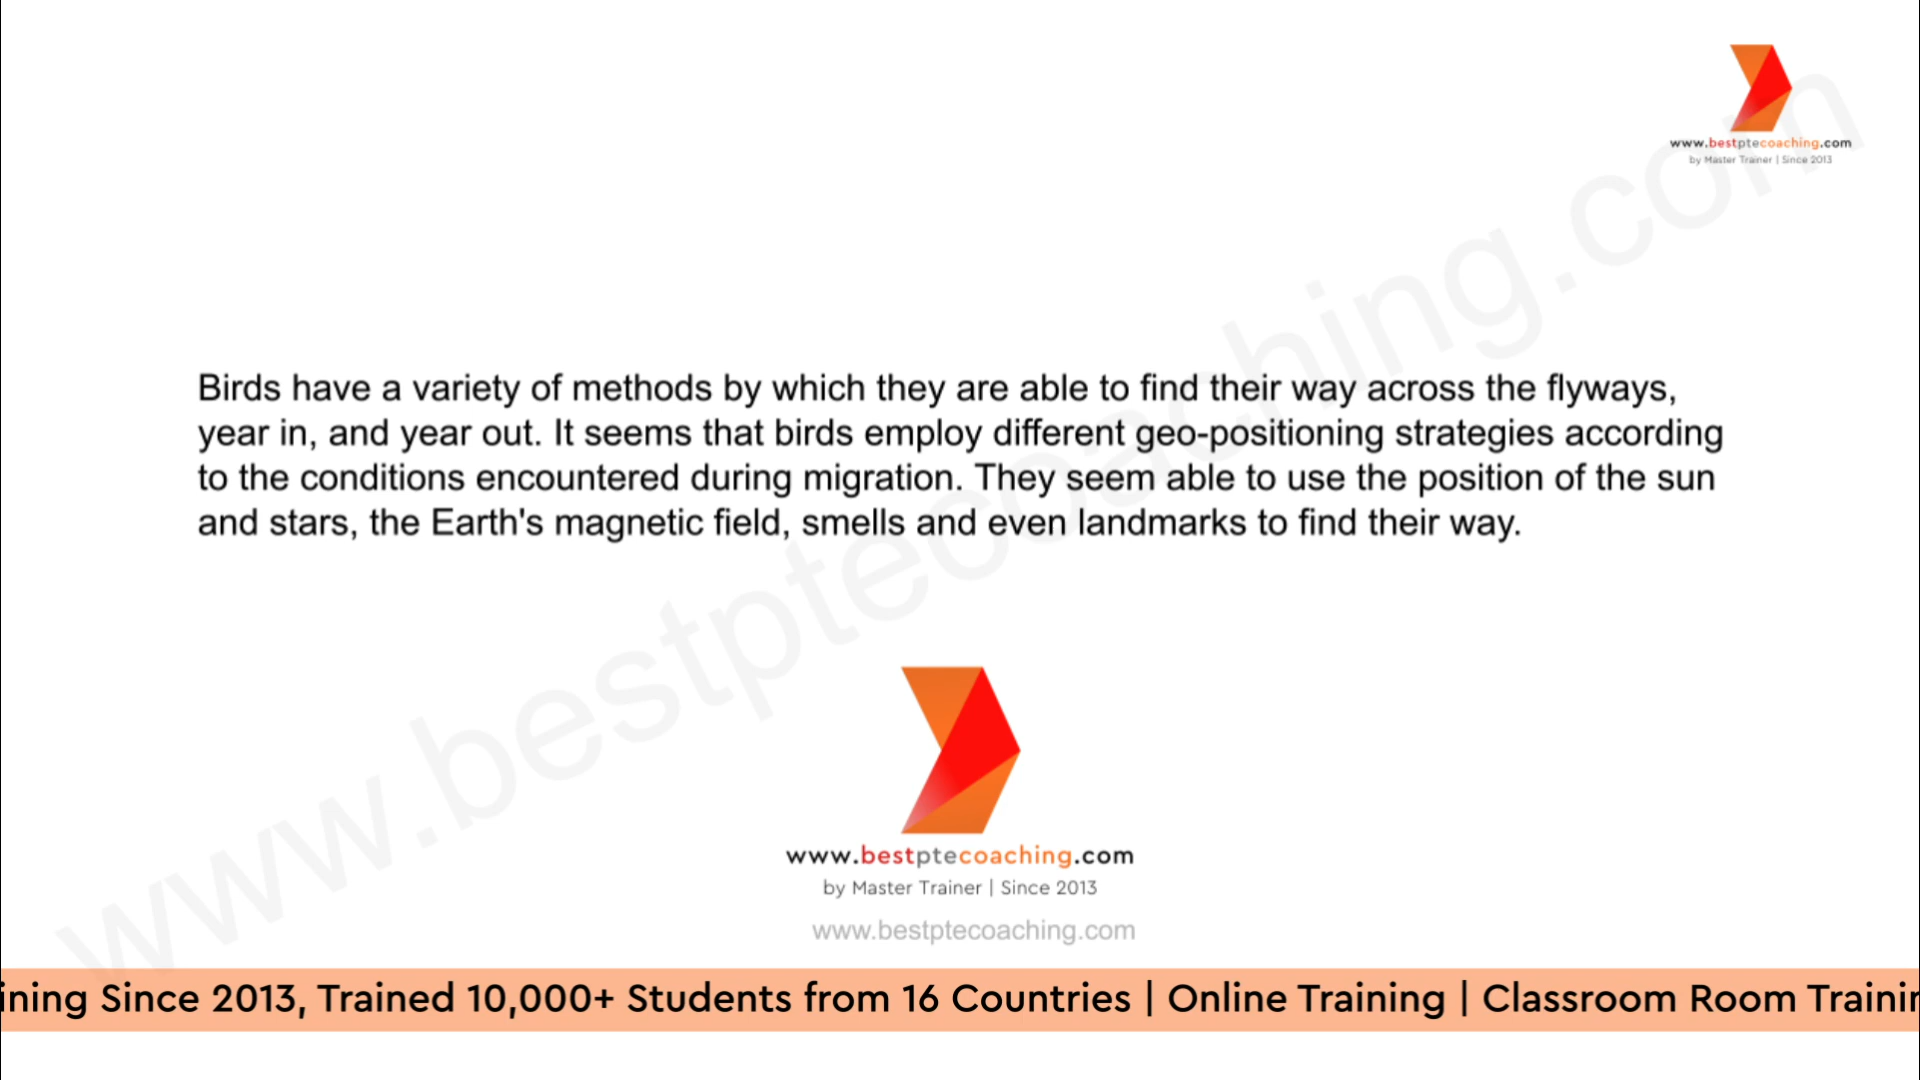 www.bestptecoaching.com
by Master Trainer | Since 2013
Birds have a variety of methods by which they are able to find their way across the flyways,
year in, and year out. It seems that birds employ different geo-positioning strategies according
to the conditions encountered during migration. They seem able to use the position of the sun
and stars, the Earth's magnetic field, smells and even landmarks to find their way.
www.bestptecoaching.com
www.bestptecoaching.com
by Master Trainer | Since 2013
www.bestptecoaching.com
ining Since 2013, Trained 10,000+ Students from 16 Countries | Online Training | Classroom Room Trainin